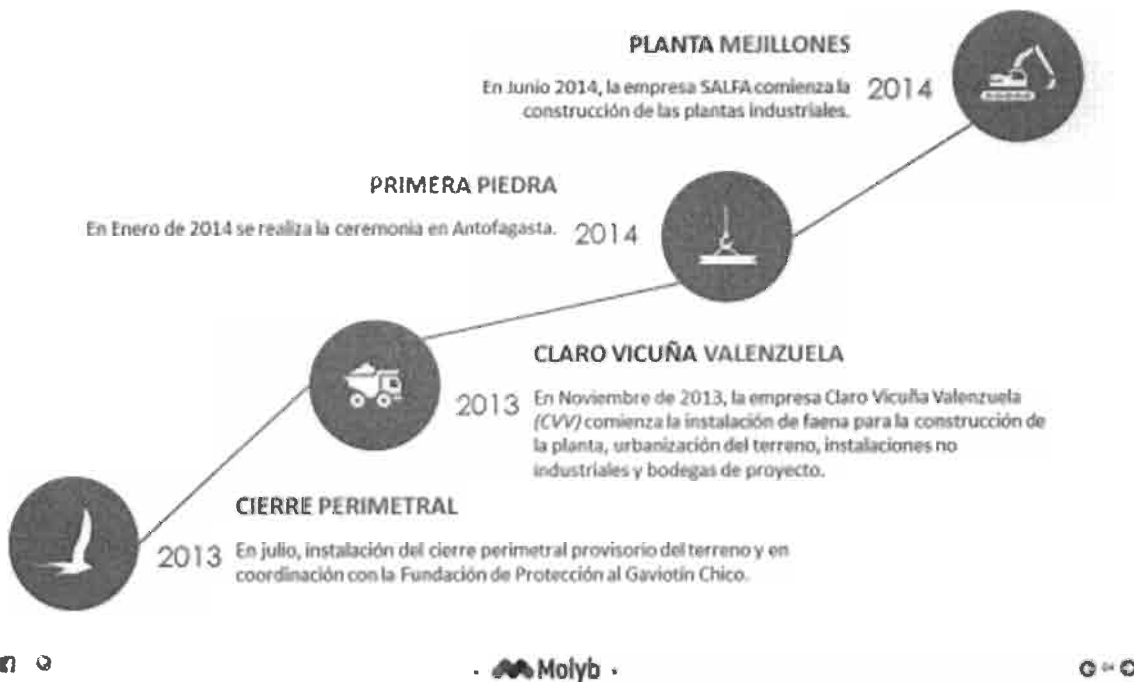 PLANTA MEJILLONES
En Junio 2014, la empresa SALFA comienza la
construcción de las plantas industriales.
2014
PRIMERA PIEDRA
En Enero de 2014 se realiza la ceremonia en Antofagasta.
2014
CLARO VICUÑA VALENZUELA
2013
En Noviembre de 2013, la empresa Claro Vicuña Valenzuela
(CVV) comienza la instalación de faena para la construcción de
la planta, urbanización del terreno, instalaciones no
industriales y bodegas de proyecto.
CIERRE PERIMETRAL
2013
En julio, instalación del cierre perimetral provisorio del terreno y en
coordinación con la Fundación de Protección al Gaviotín Chico.
Molyb